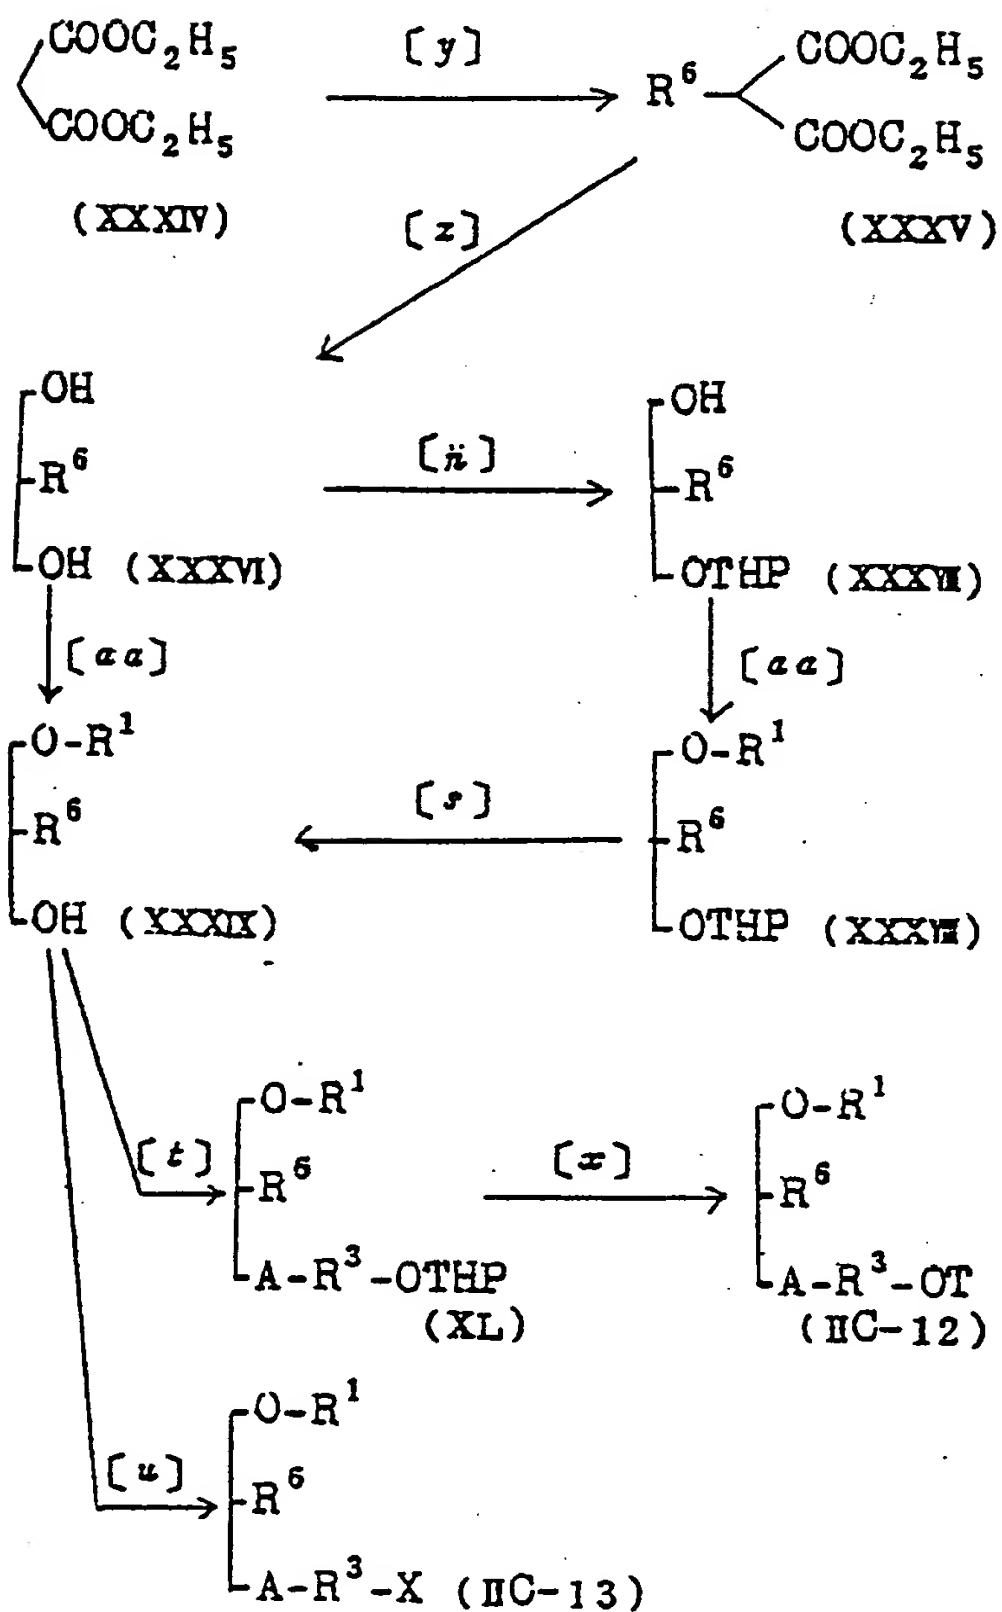 COOC₂H₅ [y] COOC₂H₅
COOC₂H₅ R⁶ COOC₂H₅
(XXXIV) [z] (XXXV)
OH OH
R⁶ [n̈] R⁶
OH (XXXVI) OTHP (XXXVII)
[aa] [aa]
O-R¹ O-R¹
R⁶ [s] R⁶
OH (XXXIX) OTHP (XXXVIII)
O-R¹ O-R¹
[t] R⁶ [x] R⁶
A-R³-OTHP A-R³-OT
(XL) (IIC-12)
O-R¹
[u] R⁶
A-R³-X (IIC-13)